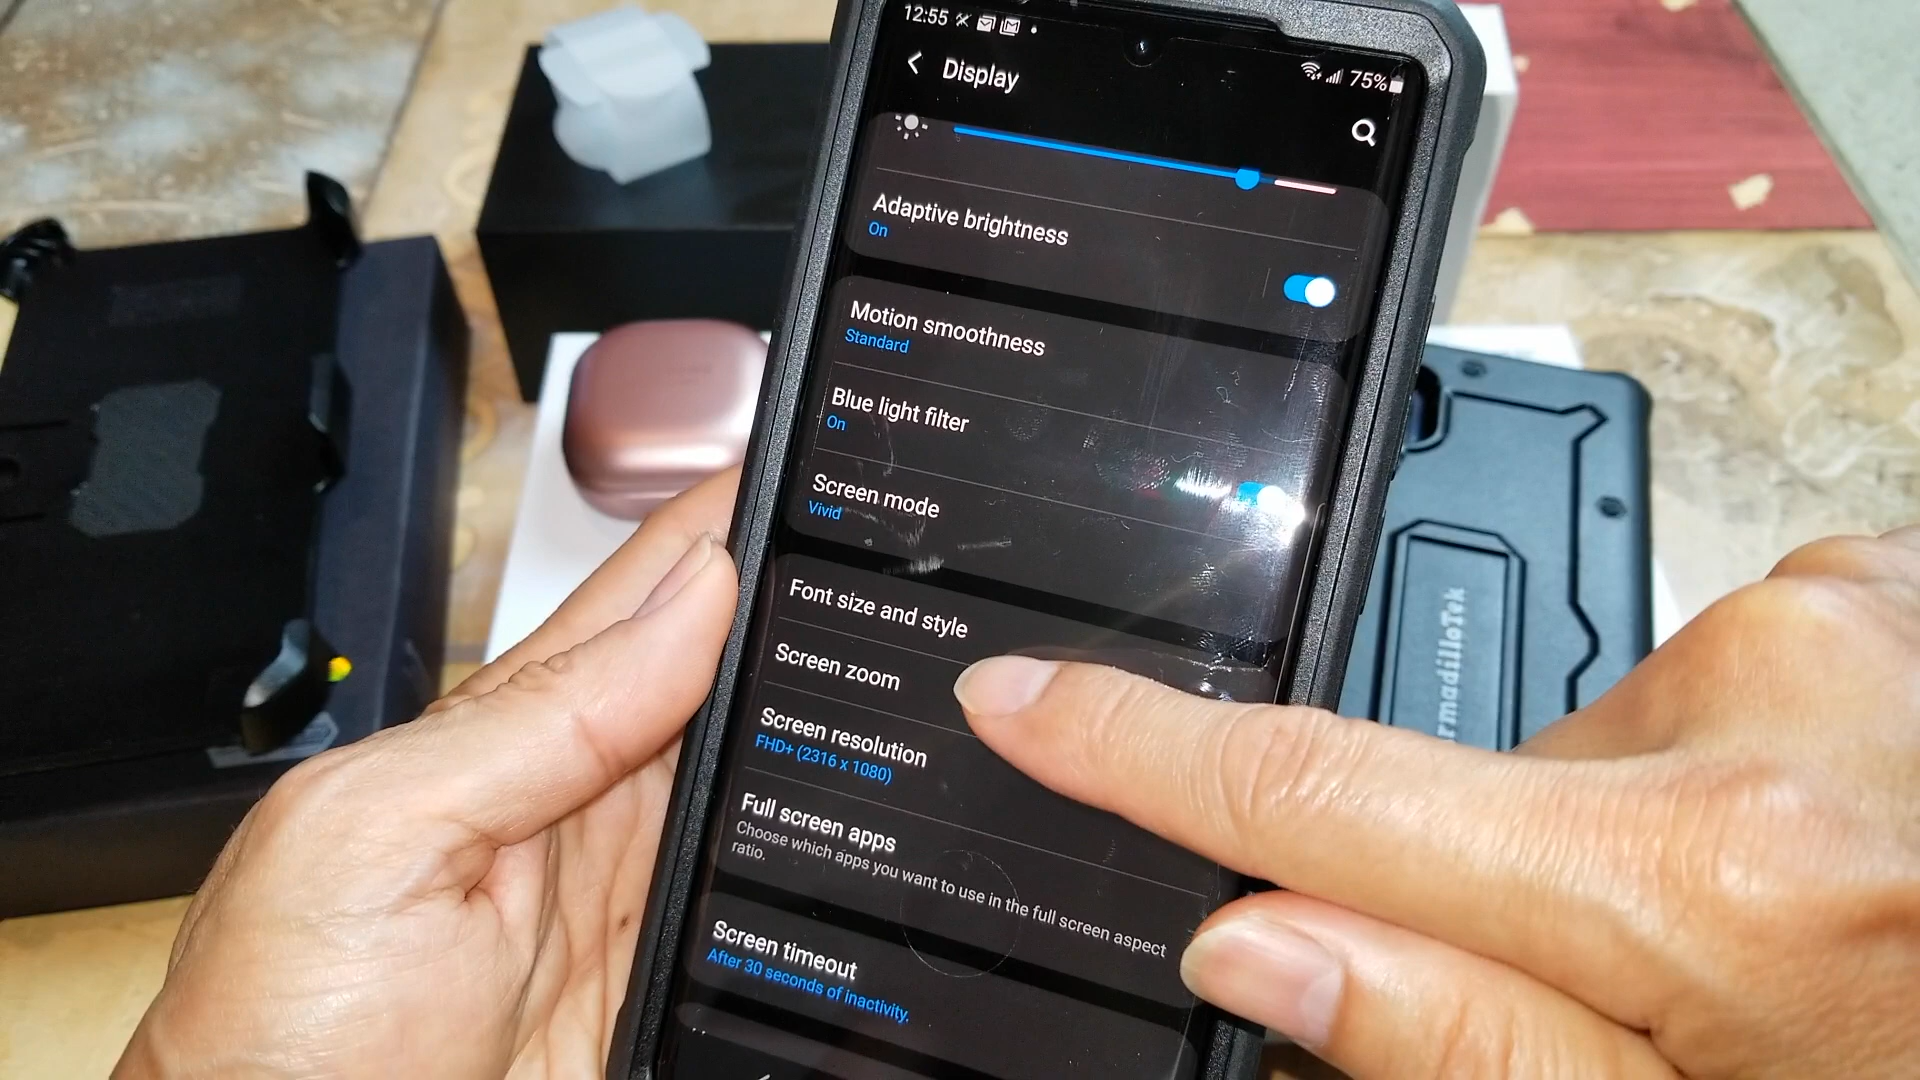 12:55
75%
Display
Adaptive brightness
On
Motion smoothness
Standard
Blue light filter
On
Screen mode
Vivid
Font size and style
Screen zoom
Screen resolution
FHD+ (2316 x 1080)
Full screen apps
Choose which apps you want to use in the full screen aspect
ratio.
Screen timeout
After 30 seconds of inactivity.
rmadilloTek